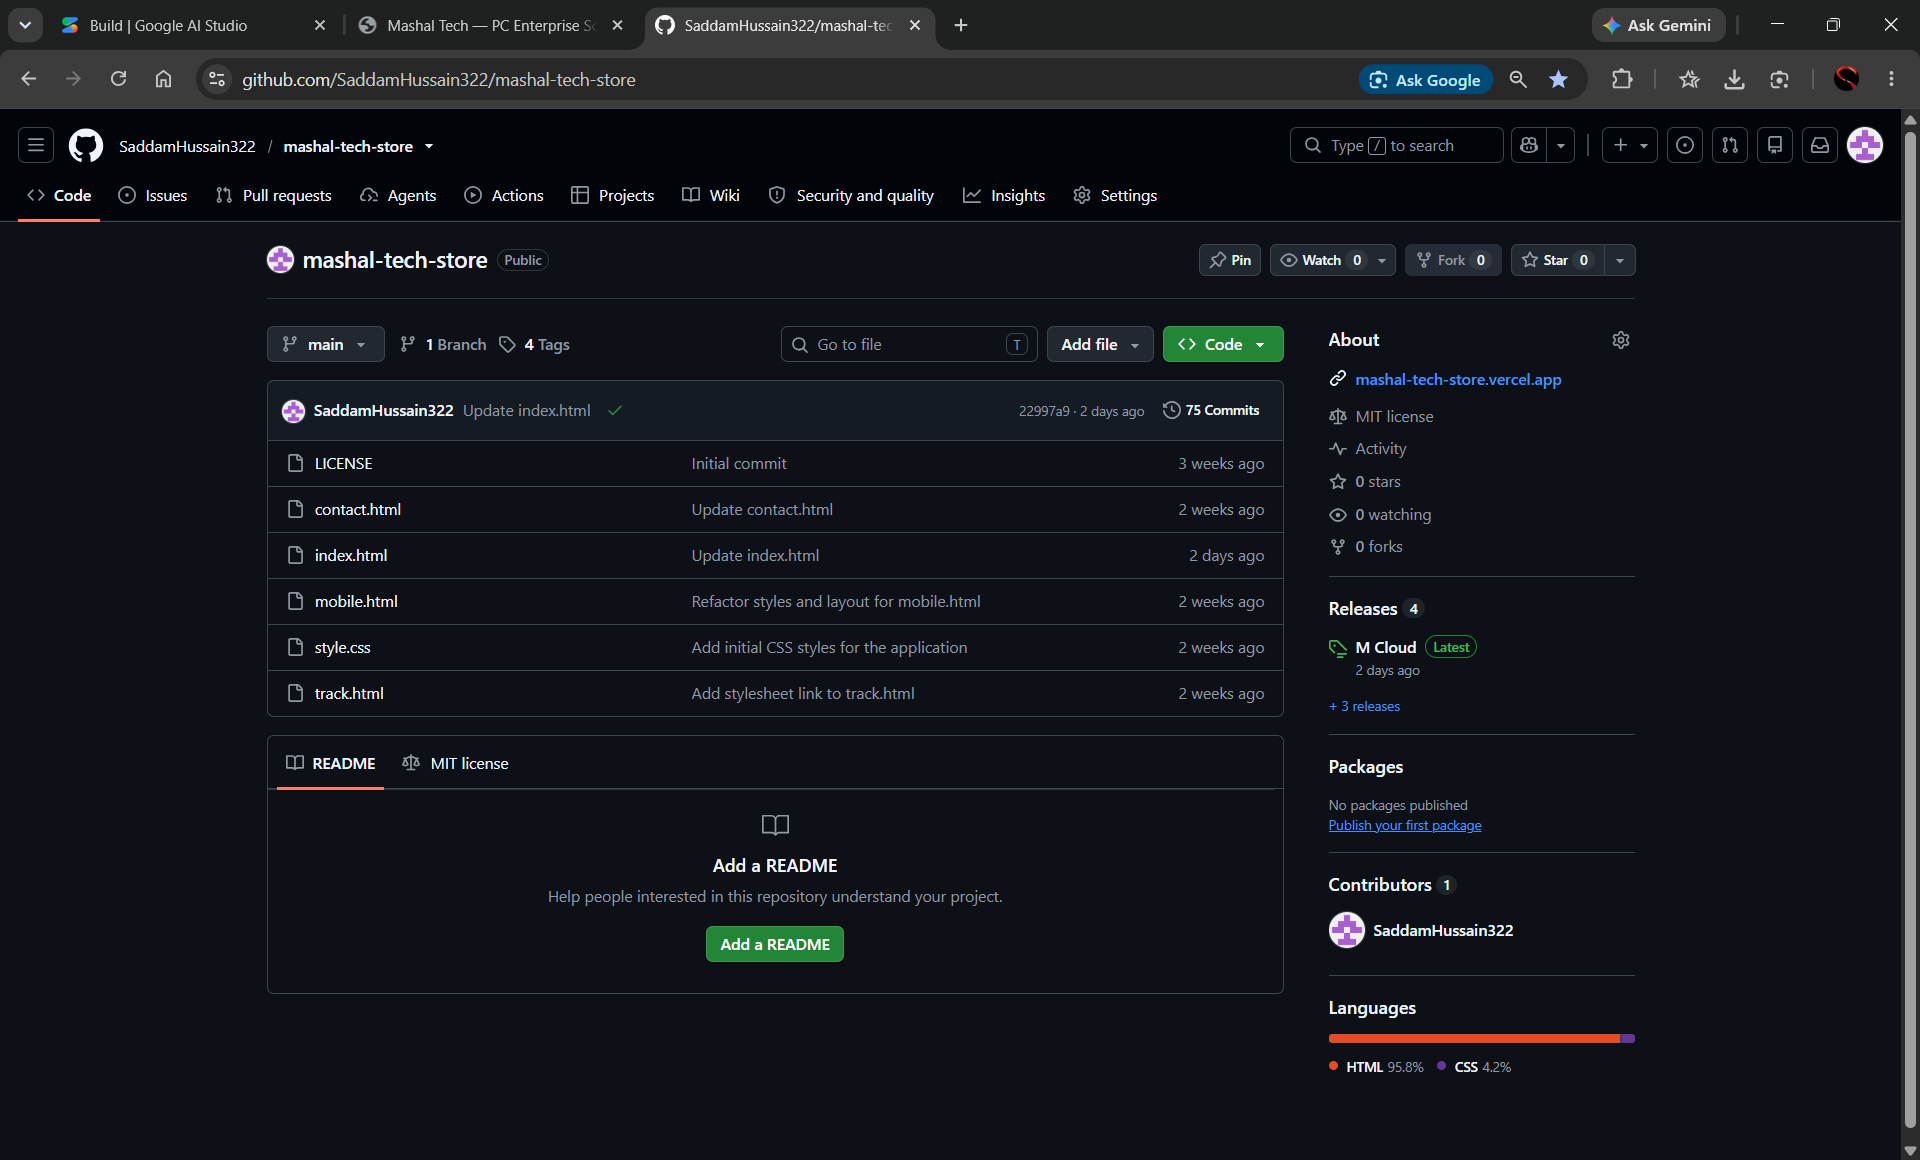 Build | Google AI Studio
Mashal Tech — PC Enterprise S
SaddamHussain322/mashal-tec
Ask Gemini
github.com/SaddamHussain322/mashal-tech-store
Ask Google
SaddamHussain322 / mashal-tech-store
Type / to search
Code
Issues
Pull requests
Agents
Actions
Projects
Wiki
Security and quality
Insights
Settings
mashal-tech-store Public
Pin
Watch 0
Fork 0
Star 0
main
1 Branch
4 Tags
Go to file T
Add file
Code
SaddamHussain322 Update index.html
22997a9 · 2 days ago
75 Commits
LICENSE Initial commit 3 weeks ago
contact.html Update contact.html 2 weeks ago
index.html Update index.html 2 days ago
mobile.html Refactor styles and layout for mobile.html 2 weeks ago
style.css Add initial CSS styles for the application 2 weeks ago
track.html Add stylesheet link to track.html 2 weeks ago
README
MIT license
Add a README
Help people interested in this repository understand your project.
Add a README
About
mashal-tech-store.vercel.app
MIT license
Activity
0 stars
0 watching
0 forks
Releases 4
M Cloud Latest
2 days ago
+ 3 releases
Packages
No packages published
Publish your first package
Contributors 1
SaddamHussain322
Languages
HTML 95.8% CSS 4.2%